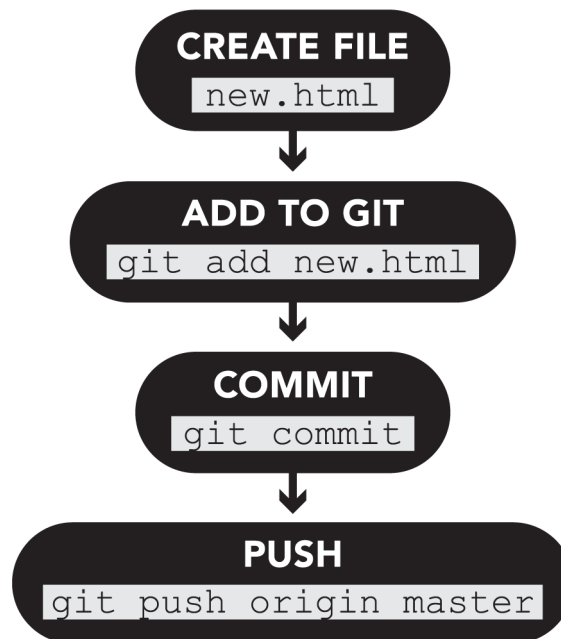 CREATE FILE
new.html
ADD TO GIT
git add new.html
COMMIT
git commit
PUSH
git push origin master